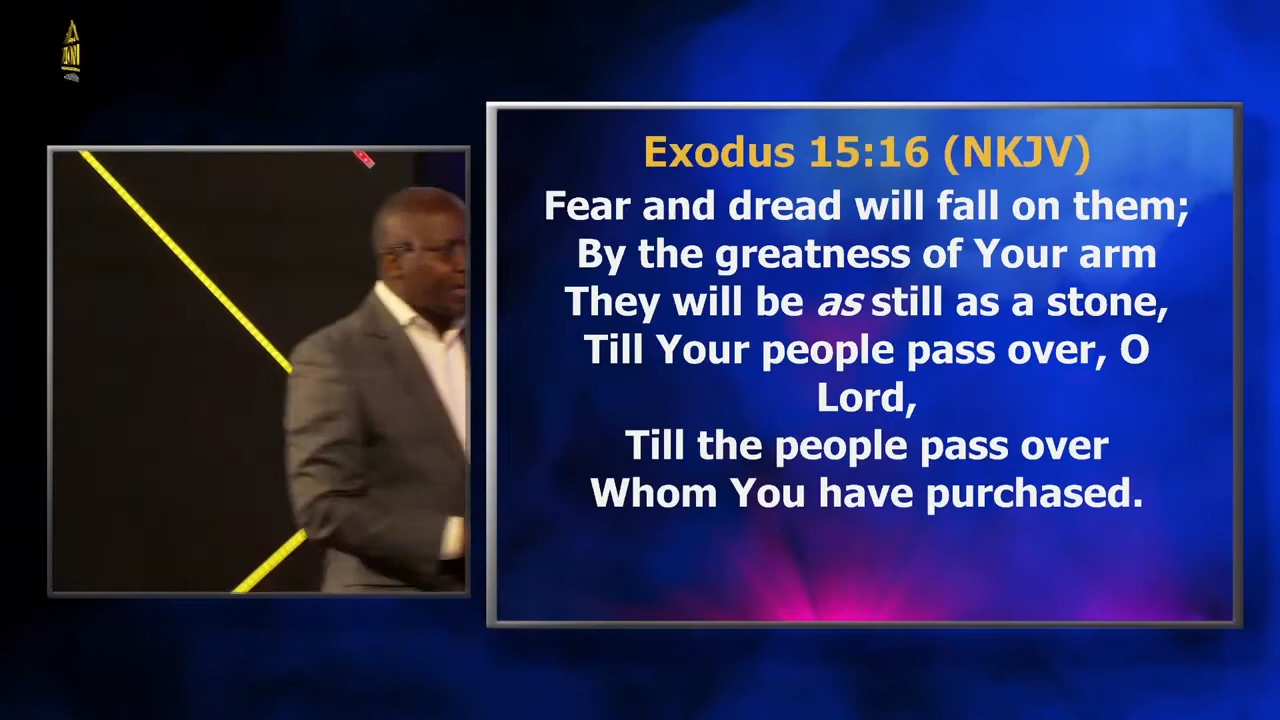 Exodus 15:16 (NKJV)
Fear and dread will fall on them;
By the greatness of Your arm
They will be as still as a stone,
Till Your people pass over, O
Lord,
Till the people pass over
Whom You have purchased.